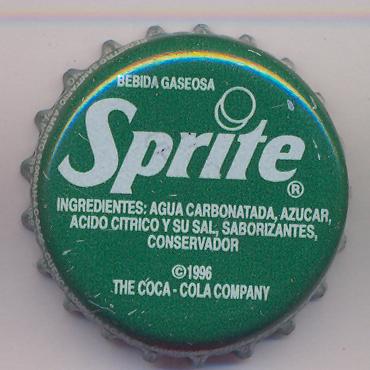 BEBIDA GASEOSA
Sprite ®
INGREDIENTES: AGUA CARBONATADA, AZUCAR,
ACIDO CITRICO Y SU SAL, SABORIZANTES,
CONSERVADOR
©1996
THE COCA-COLA COMPANY